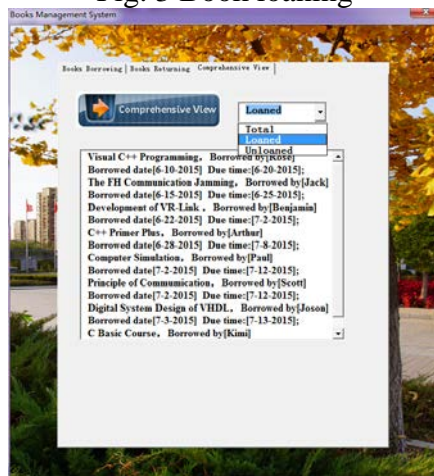 Fig. 3 Book loaning
Books Management System
Books Borrowing
Books Returning
Comprehensive View
Comprehensive View
Loaned
Total
Loaned
Unloaned
Visual C++ Programming, Borrowed by[Rose]
Borrowed date[6-10-2015] Due time:[6-20-2015];
The FH Communication Jamming, Borrowed by[Jack]
Borrowed date[6-15-2015] Due time:[6-25-2015];
Development of VR-Link, Borrowed by[Benjamin]
Borrowed date[6-22-2015] Due time:[7-2-2015];
C++ Primer Plus, Borrowed by[Arthur]
Borrowed date[6-28-2015] Due time:[7-8-2015];
Computer Simulation, Borrowed by[Paul]
Borrowed date[7-2-2015] Due time:[7-12-2015];
Principle of Communication, Borrowed by[Scott]
Borrowed date[7-2-2015] Due time:[7-12-2015];
Digital System Design of VHDL, Borrowed by[Joson]
Borrowed date[7-3-2015] Due time:[7-13-2015];
C Basic Course, Borrowed by[Kimi]